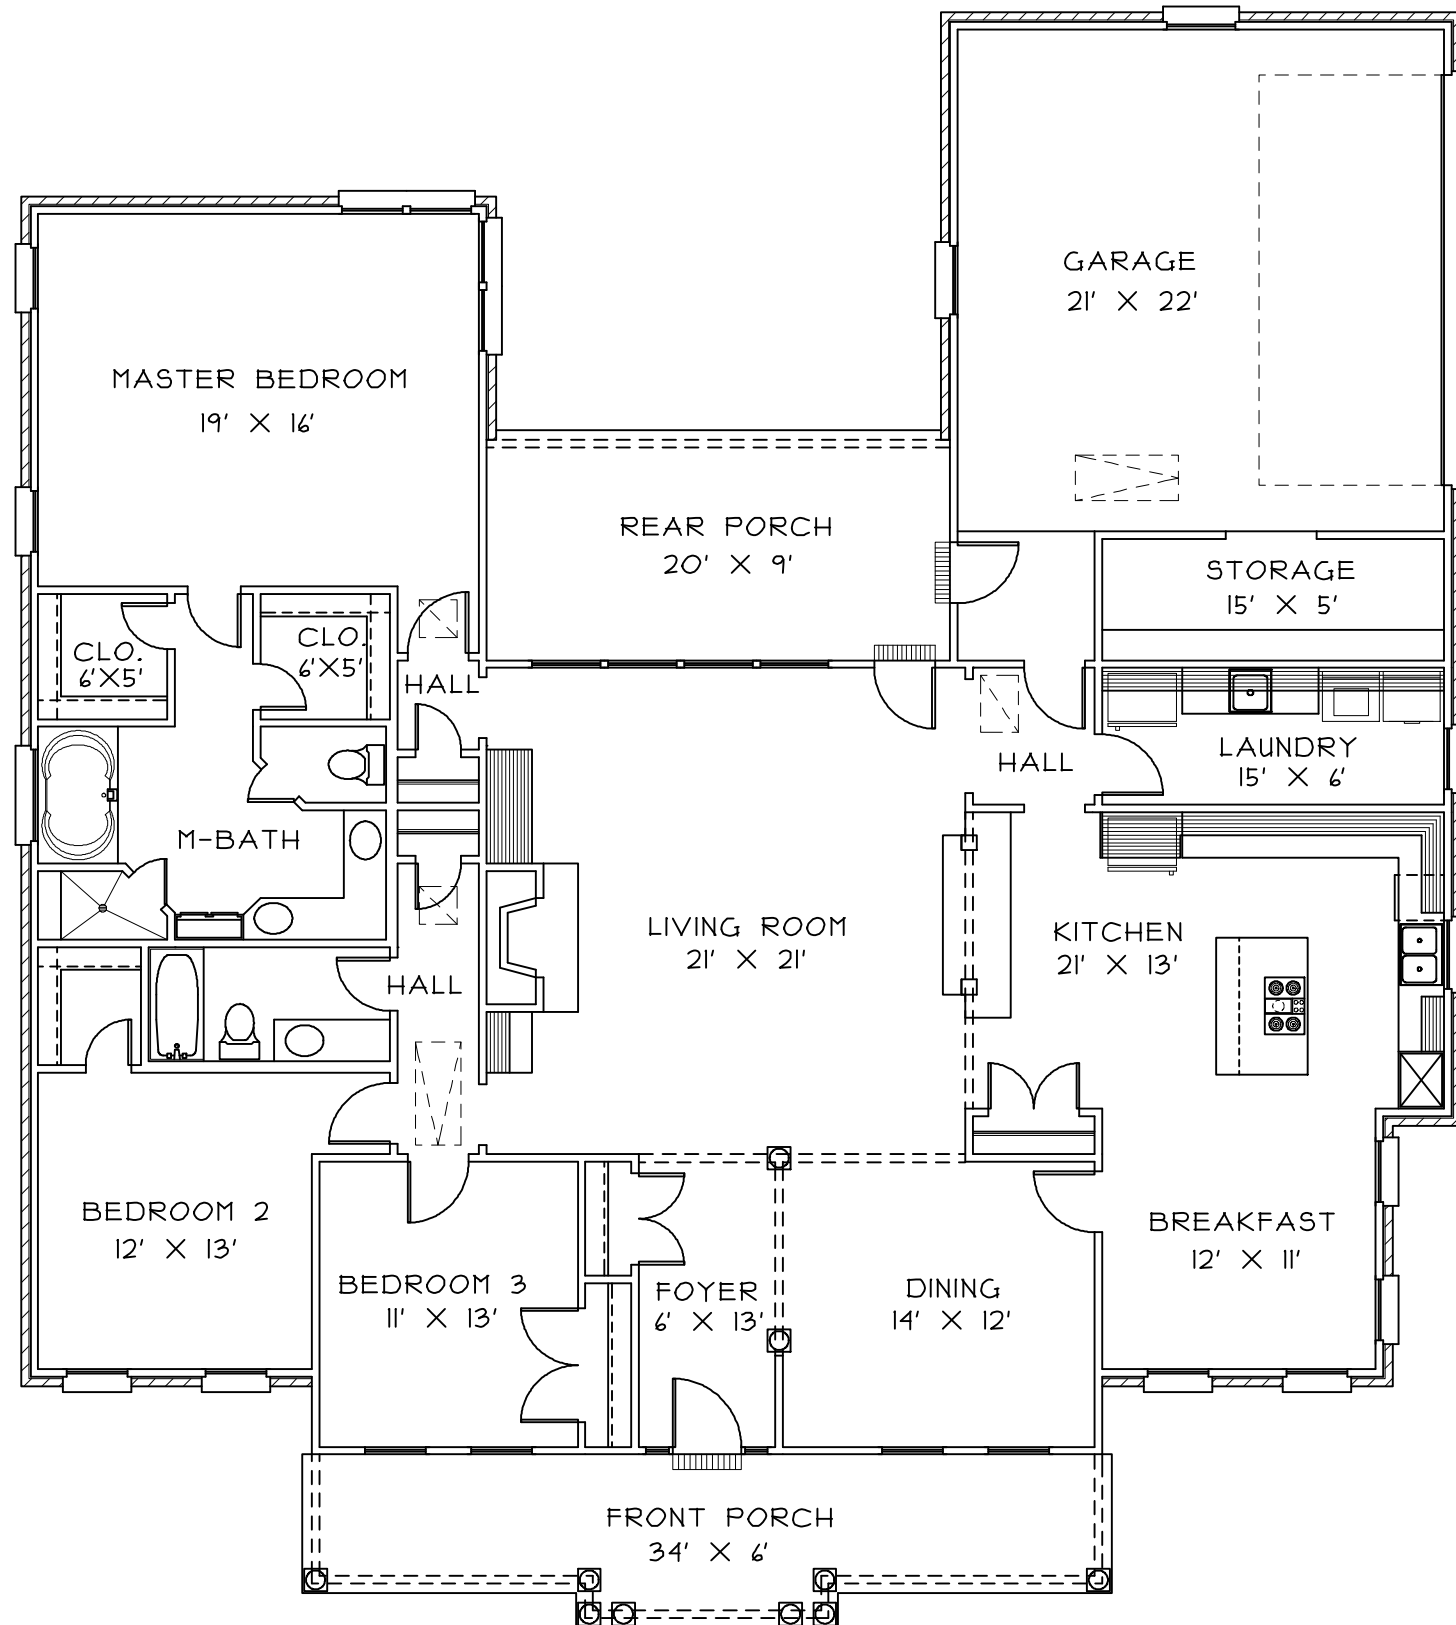 GARAGE
21' X 22'
MASTER BEDROOM
19' X 16'
REAR PORCH
20' X 9'
STORAGE
15' X 5'
CLO.
6'X5'
CLO.
6'X5'
HALL
LAUNDRY
15' X 6'
HALL
M-BATH
LIVING ROOM
21' X 21'
KITCHEN
21' X 13'
HALL
BEDROOM 2
12' X 13'
BREAKFAST
12' X 11'
BEDROOM 3
11' X 13'
FOYER
6' X 13'
DINING
14' X 12'
FRONT PORCH
34' X 6'